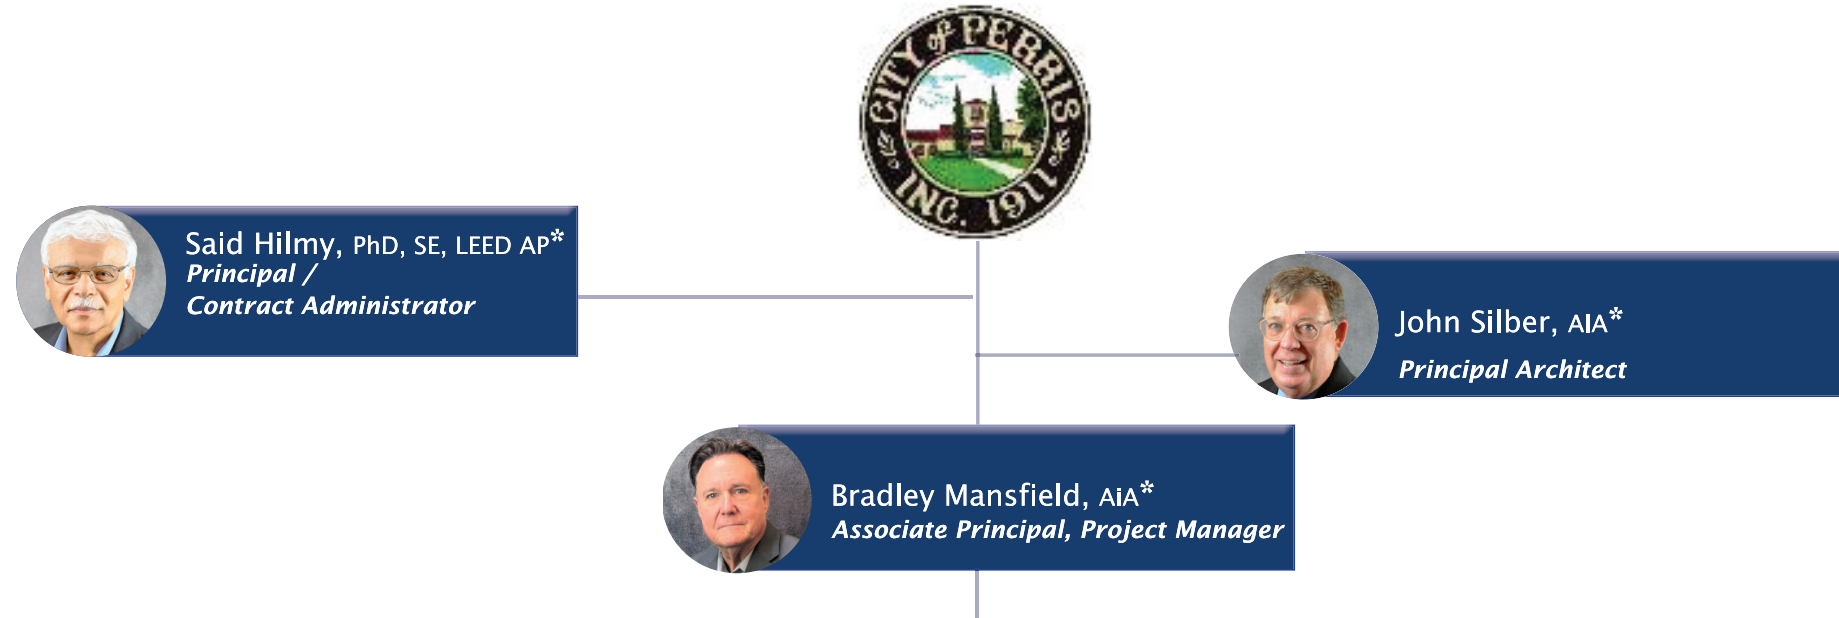 CITY of PERRIS
INC. 1911
Said Hilmy, PhD, SE, LEED AP*
Principal /
Contract Administrator
John Silber, AIA*
Principal Architect
Bradley Mansfield, AiA*
Associate Principal, Project Manager